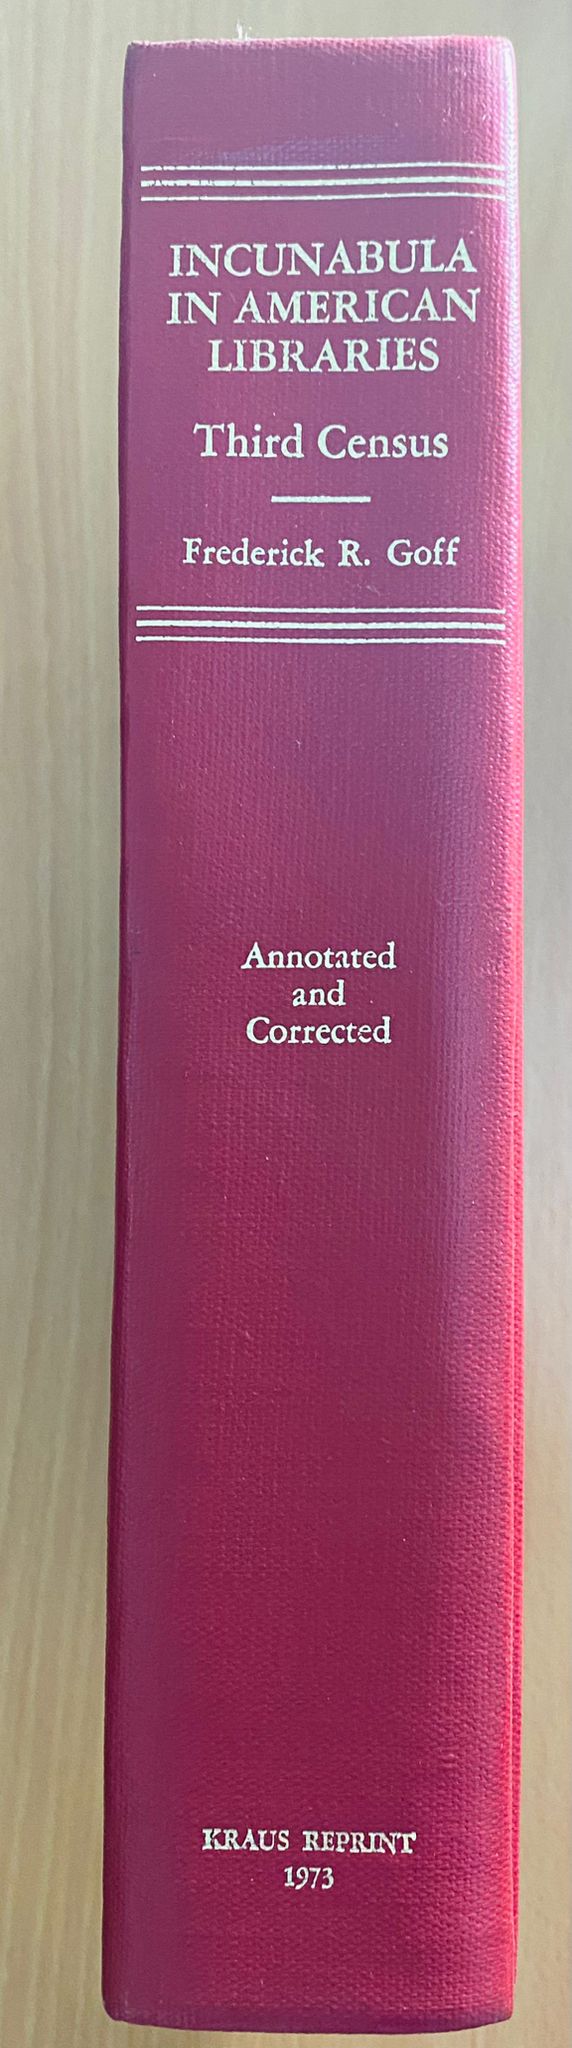 INCUNABULA
IN AMERICAN
LIBRARIES
Third Census
Frederick R. Goff
Annotated
and
Corrected
KRAUS REPRINT
1973